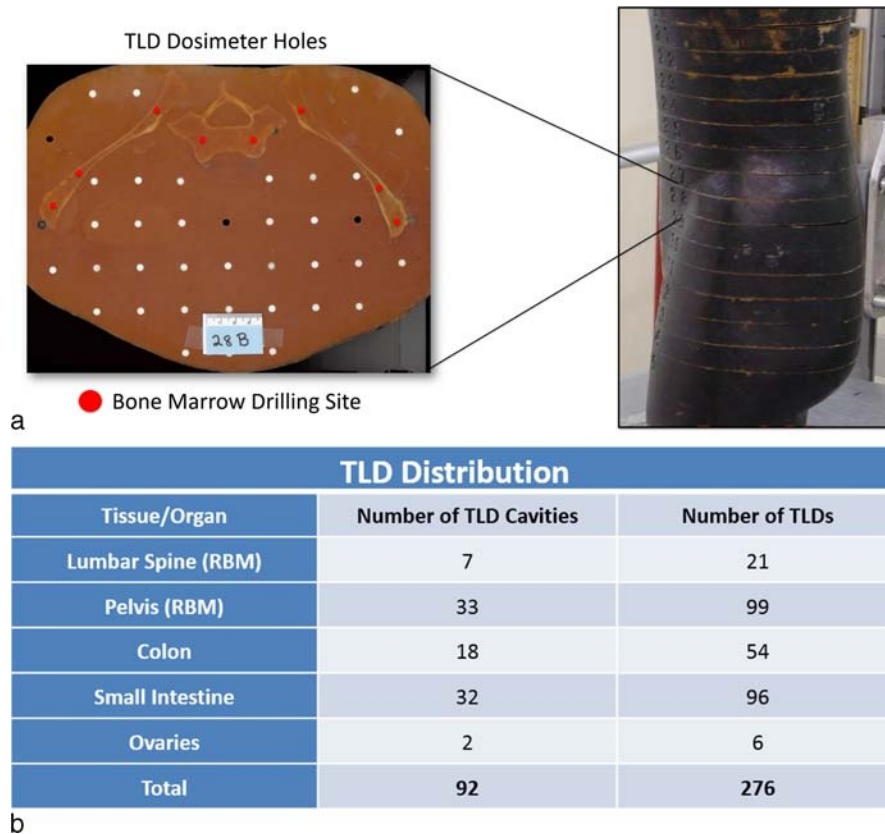 TLD Dosimeter Holes
28 B
Bone Marrow Drilling Site
a
TLD Distribution
Tissue/Organ Number of TLD Cavities Number of TLDs
Lumbar Spine (RBM) 7 21
Pelvis (RBM) 33 99
Colon 18 54
Small Intestine 32 96
Ovaries 2 6
Total 92 276
b